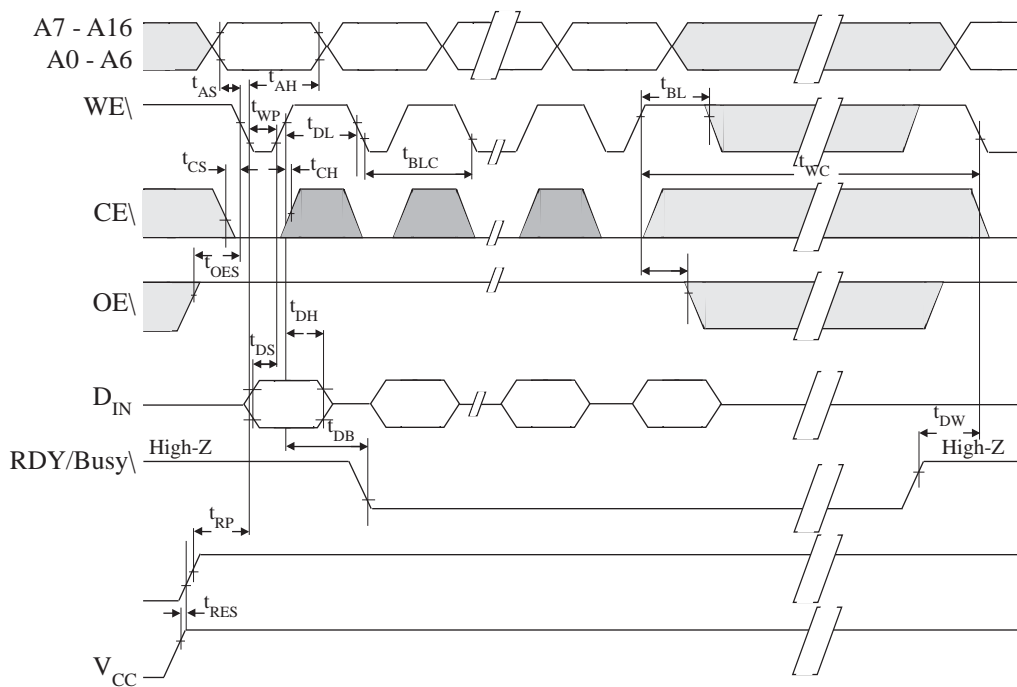 A7 - A16
A0 - A6
tAS
tAH
WE\
tWP
tDL
tBL
tBLC
tWC
tCS
tCH
CE\
tOES
OE\
tDH
tDS
DIN
tDB
tDW
High-Z
High-Z
RDY/Busy\
tRP
tRES
VCC